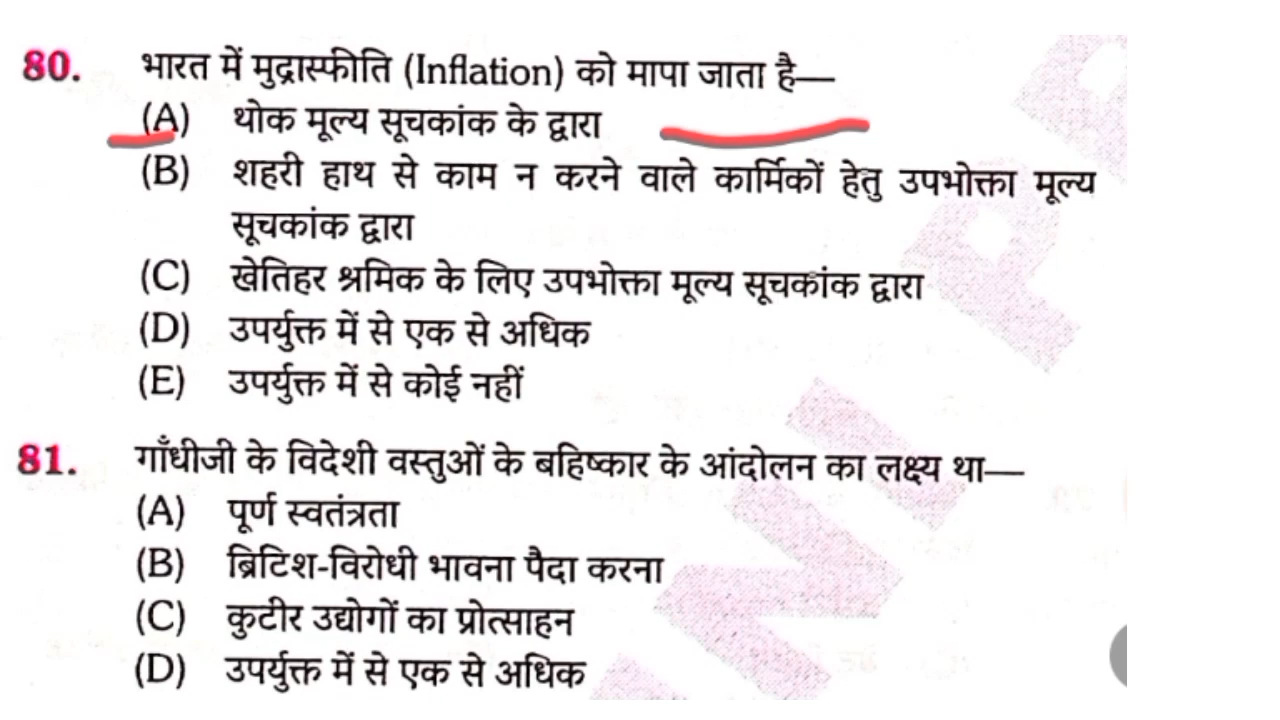 80. भारत में मुद्रास्फीति (Inflation) को मापा जाता है—
(A) थोक मूल्य सूचकांक के द्वारा
(B) शहरी हाथ से काम न करने वाले कार्मिकों हेतु उपभोक्ता मूल्य
सूचकांक द्वारा
(C) खेतिहर श्रमिक के लिए उपभोक्ता मूल्य सूचकांक द्वारा
(D) उपर्युक्त में से एक से अधिक
(E) उपर्युक्त में से कोई नहीं
81. गाँधीजी के विदेशी वस्तुओं के बहिष्कार के आंदोलन का लक्ष्य था—
(A) पूर्ण स्वतंत्रता
(B) ब्रिटिश-विरोधी भावना पैदा करना
(C) कुटीर उद्योगों का प्रोत्साहन
(D) उपर्युक्त में से एक से अधिक